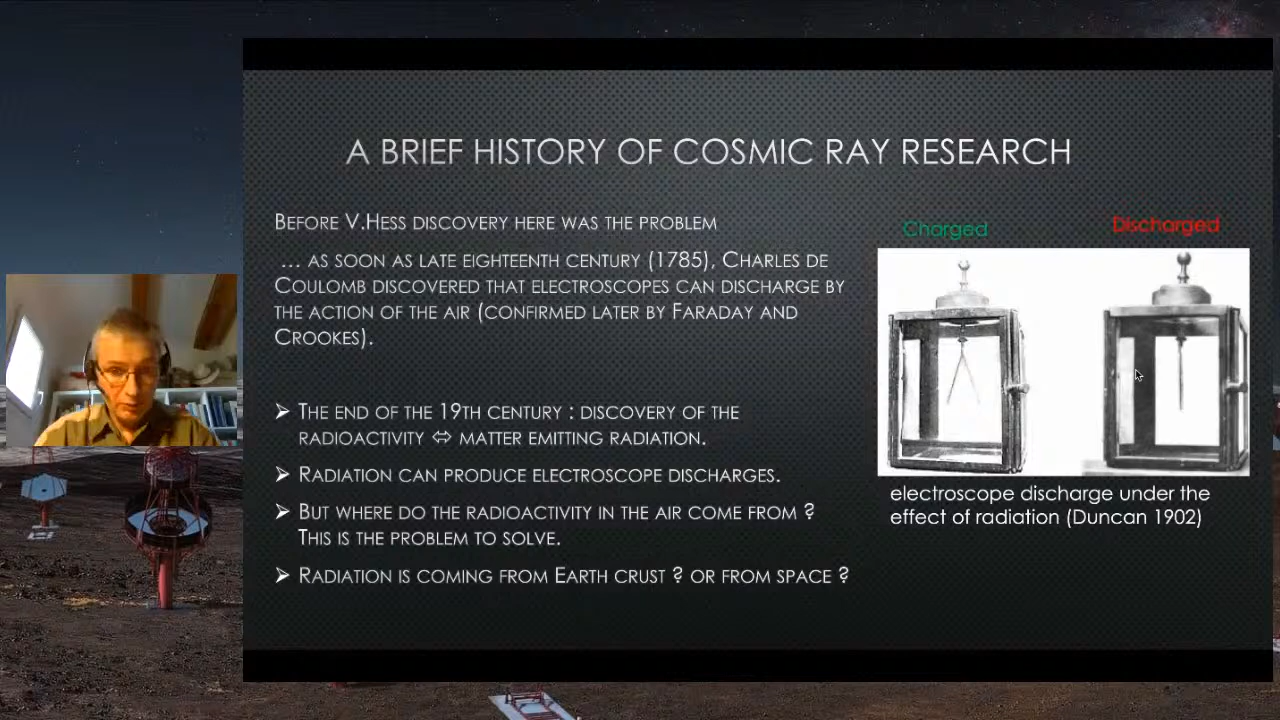 A BRIEF HISTORY OF COSMIC RAY RESEARCH
BEFORE V.HESS DISCOVERY HERE WAS THE PROBLEM
... AS SOON AS LATE EIGHTEENTH CENTURY (1785), CHARLES DE
COULOMB DISCOVERED THAT ELECTROSCOPES CAN DISCHARGE BY
THE ACTION OF THE AIR (CONFIRMED LATER BY FARADAY AND
CROOKES).
➢ THE END OF THE 19TH CENTURY : DISCOVERY OF THE
RADIOACTIVITY ⇔ MATTER EMITTING RADIATION.
➢ RADIATION CAN PRODUCE ELECTROSCOPE DISCHARGES.
➢ BUT WHERE DO THE RADIOACTIVITY IN THE AIR COME FROM ?
THIS IS THE PROBLEM TO SOLVE.
➢ RADIATION IS COMING FROM EARTH CRUST ? OR FROM SPACE ?
Charged
Discharged
electroscope discharge under the
effect of radiation (Duncan 1902)